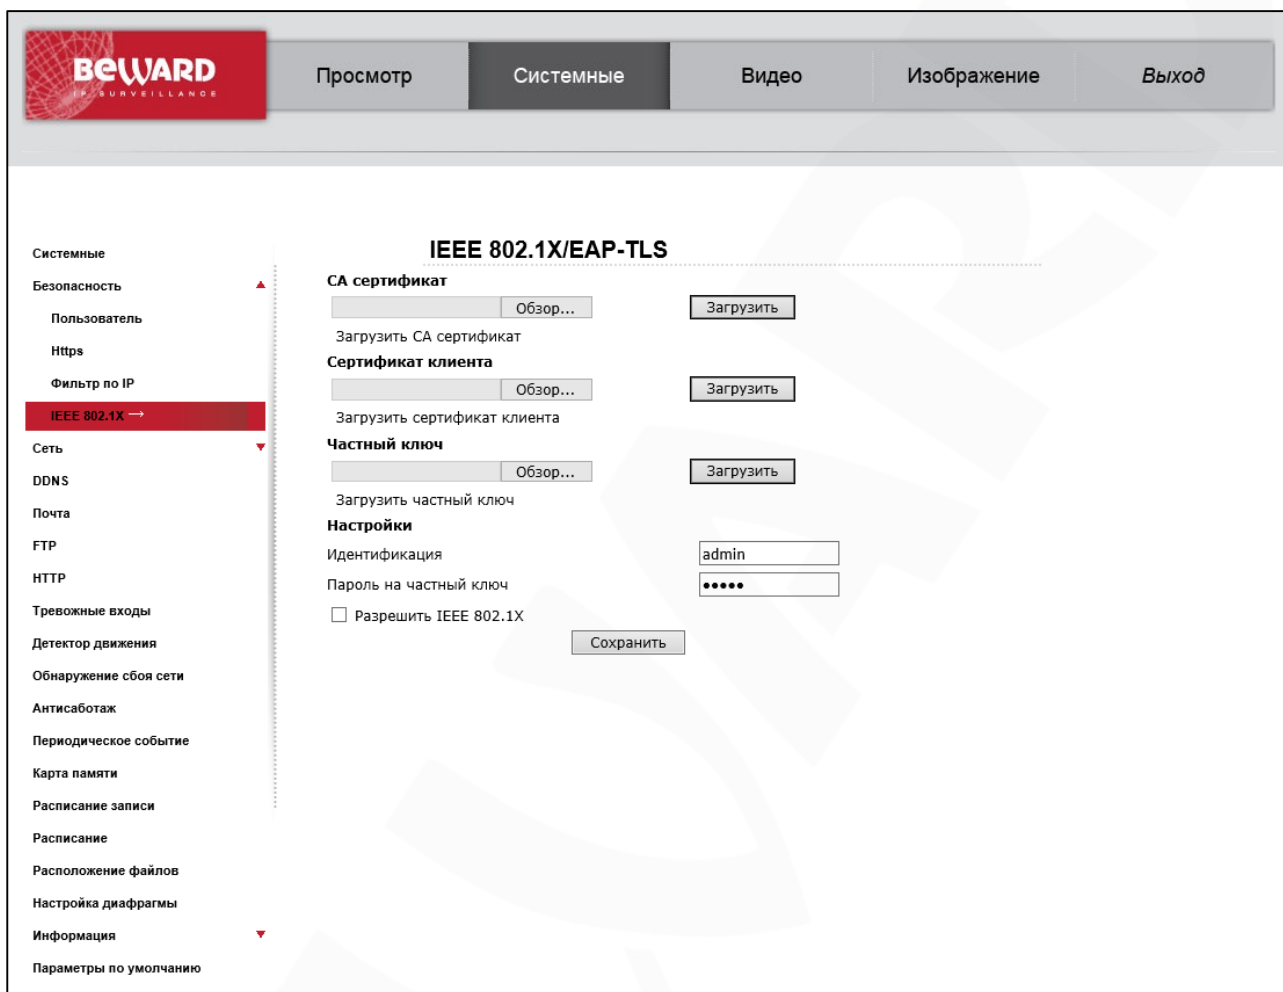 BEWARD
IP SURVEILLANCE
Просмотр
Системные
Видео
Изображение
Выход
Системные
Безопасность
Пользователь
Https
Фильтр по IP
IEEE 802.1X →
Сеть
DDNS
Почта
FTP
HTTP
Тревожные входы
Детектор движения
Обнаружение сбоя сети
Антисаботаж
Периодическое событие
Карта памяти
Расписание записи
Расписание
Расположение файлов
Настройка диафрагмы
Информация
Параметры по умолчанию
IEEE 802.1X/EAP-TLS
CA сертификат
Обзор... Загрузить
Загрузить CA сертификат
Сертификат клиента
Обзор... Загрузить
Загрузить сертификат клиента
Частный ключ
Обзор... Загрузить
Загрузить частный ключ
Настройки
Идентификация admin
Пароль на частный ключ •••••
Разрешить IEEE 802.1X
Сохранить